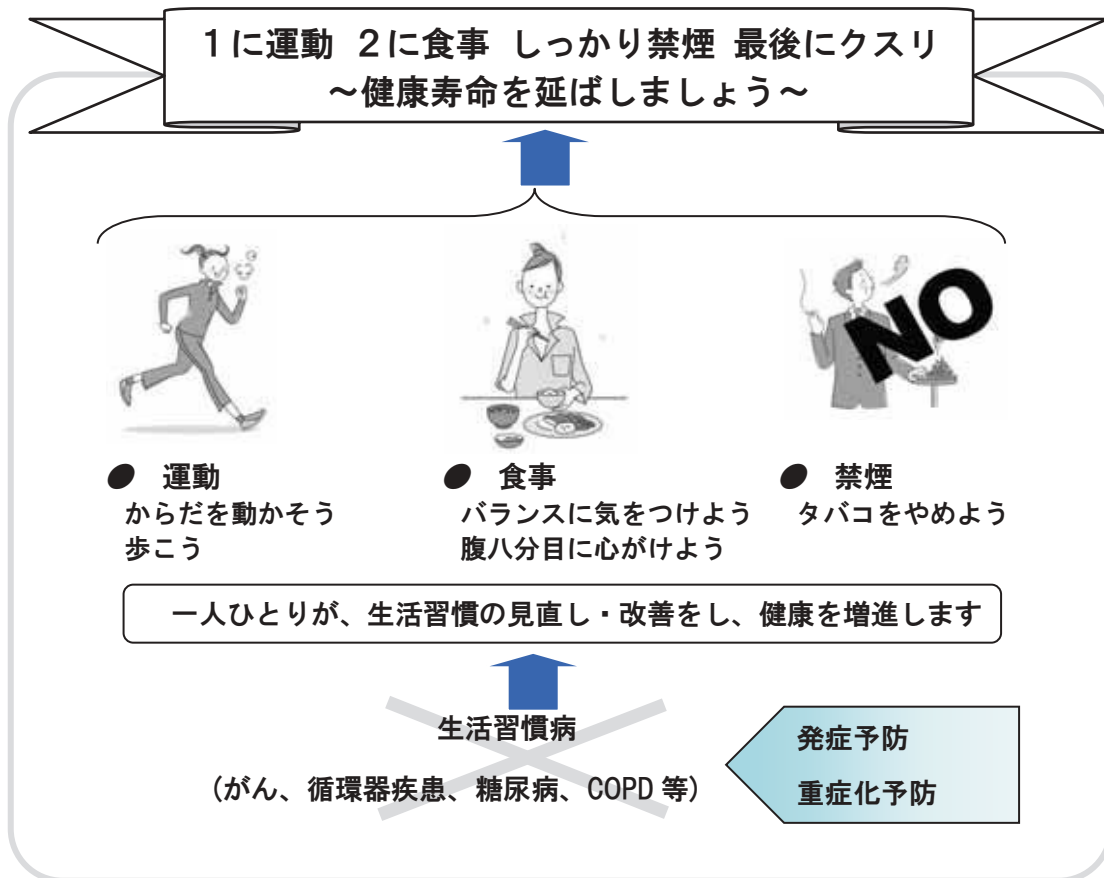 １に運動 ２に食事 しっかり禁煙 最後にクスリ
～健康寿命を延ばしましょう～
NO
● 運動
からだを動かそう
歩こう
● 食事
バランスに気をつけよう
腹八分目に心がけよう
● 禁煙
タバコをやめよう
一人ひとりが、生活習慣の見直し・改善をし、健康を増進します
生活習慣病
（がん、循環器疾患、糖尿病、COPD 等）
発症予防
重症化予防